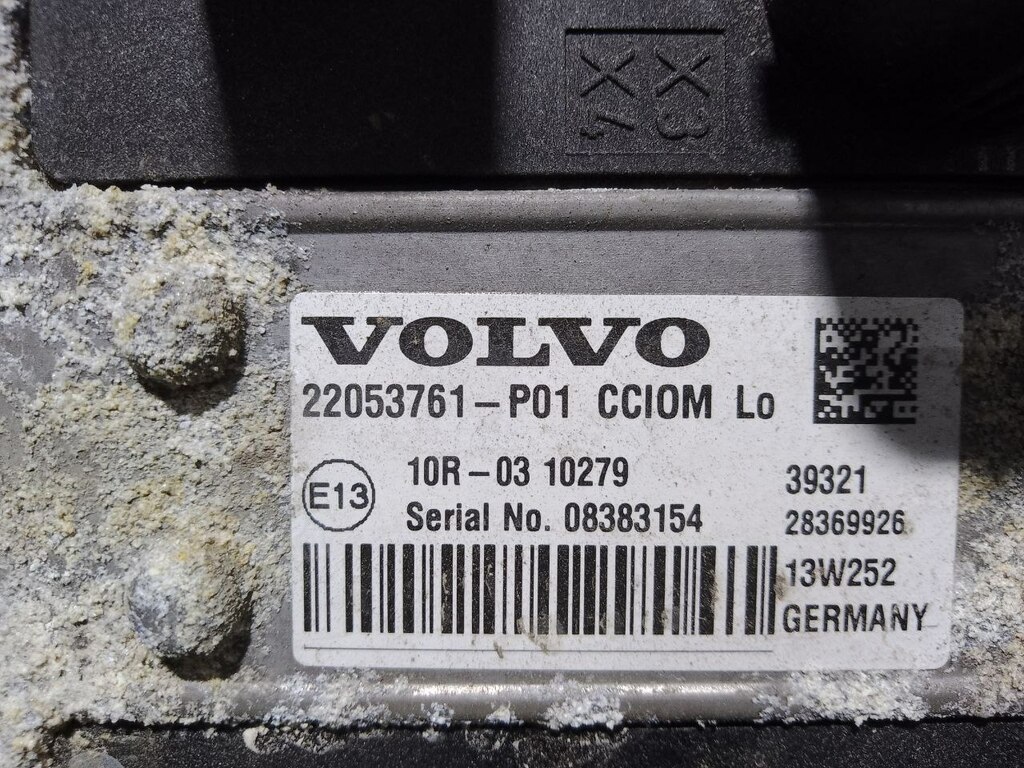 X3
X4
VOLVO
22053761-P01 CCIOM Lo
E13
10R-03 10279
Serial No. 08383154
39321
28369926
13W252
GERMANY